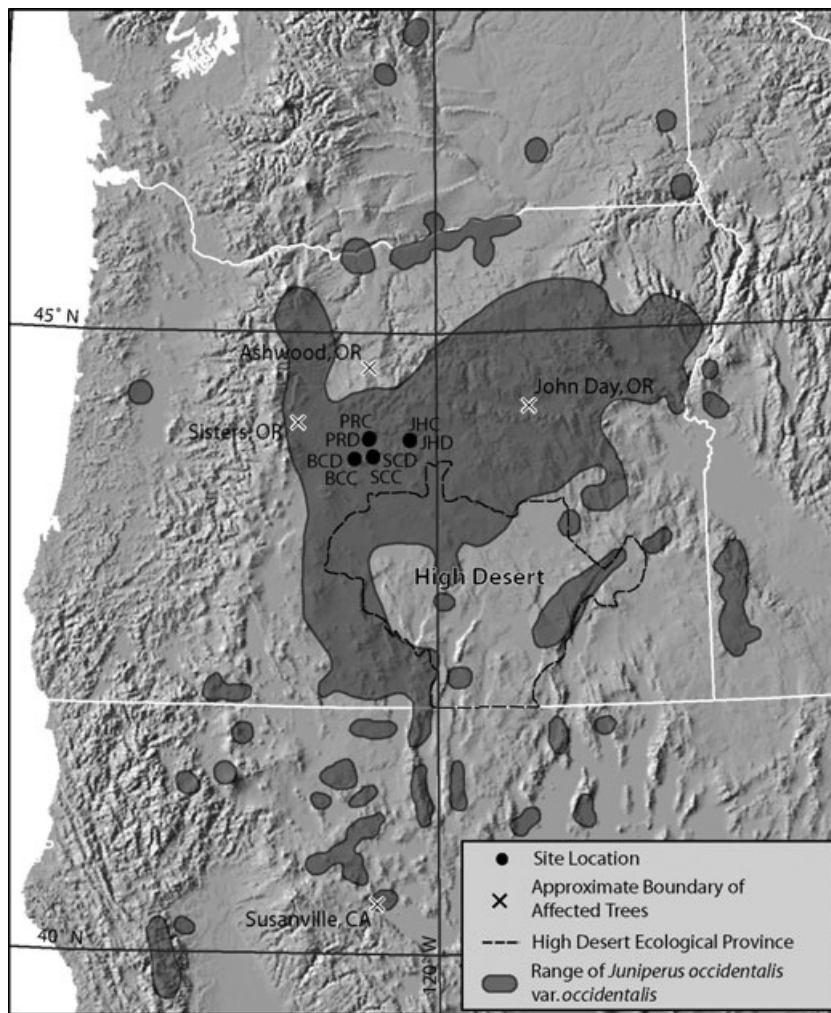 45° N
Ashwood, OR
John Day, OR
Sisters, OR
PRC
JHC
PRD
JHD
BCD
SCD
BCC
SCC
High Desert
Susanville, CA
40° N
120° W
Site Location
Approximate Boundary of
Affected Trees
High Desert Ecological Province
Range of Juniperus occidentalis
var. occidentalis